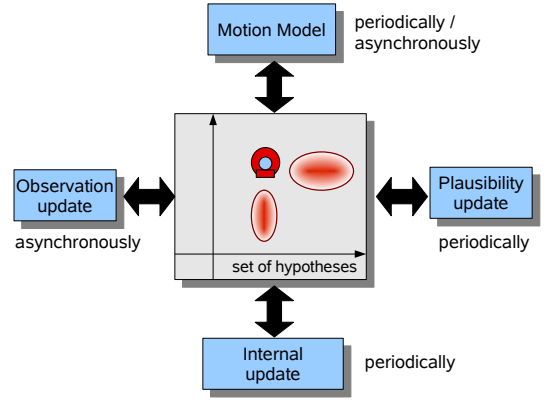 Motion Model
periodically /
asynchronously
Observation
update
asynchronously
set of hypotheses
Plausibility
update
periodically
Internal
update
periodically